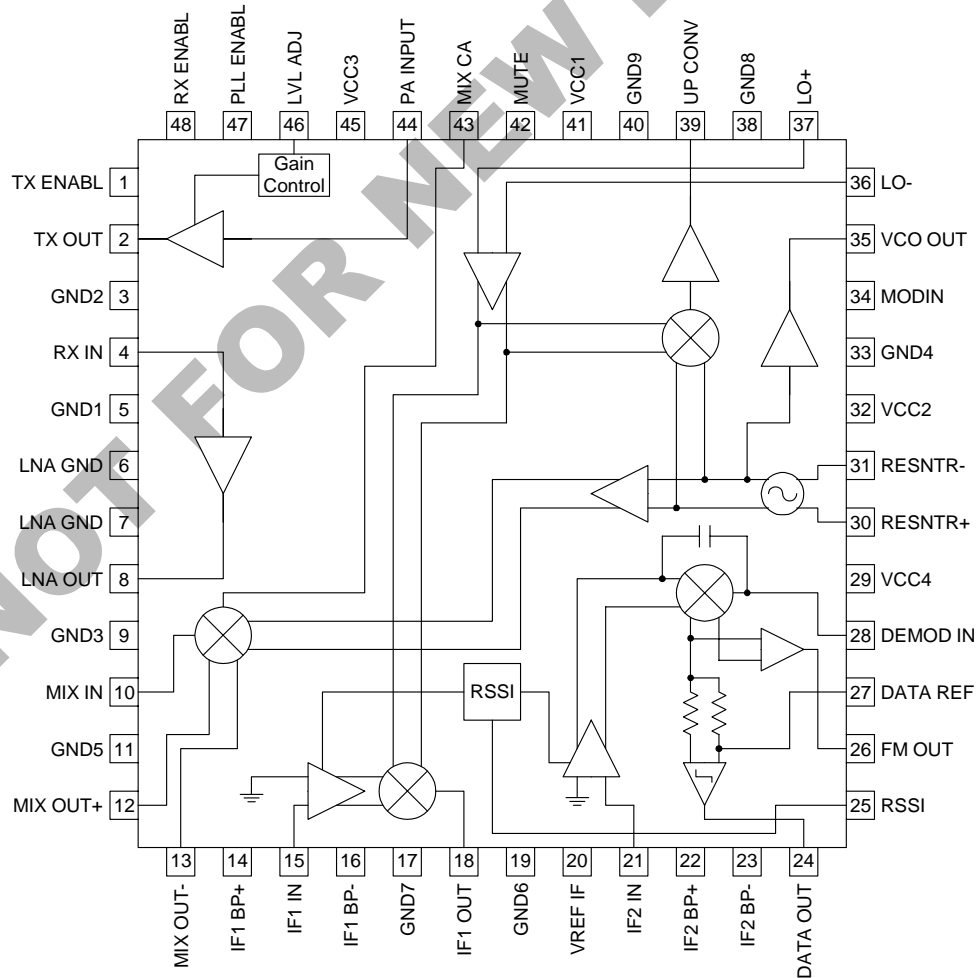 NOT FOR NEW
RX ENABL
PLL ENABL
LVL ADJ
VCC3
PA INPUT
MIX CA
MUTE
VCC1
GND9
UP CONV
GND8
LO+
48 47 46 45 44 43 42 41 40 39 38 37
Gain
Control
TX ENABL 1
TX OUT 2
GND2 3
RX IN 4
GND1 5
LNA GND 6
LNA GND 7
LNA OUT 8
GND3 9
MIX IN 10
GND5 11
MIX OUT+ 12
36 LO-
35 VCO OUT
34 MODIN
33 GND4
32 VCC2
31 RESNTR-
30 RESNTR+
29 VCC4
28 DEMOD IN
27 DATA REF
26 FM OUT
25 RSSI
RSSI
13 14 15 16 17 18 19 20 21 22 23 24
MIX OUT-
IF1 BP+
IF1 IN
IF1 BP-
GND7
IF1 OUT
GND6
VREF IF
IF2 IN
IF2 BP+
IF2 BP-
DATA OUT